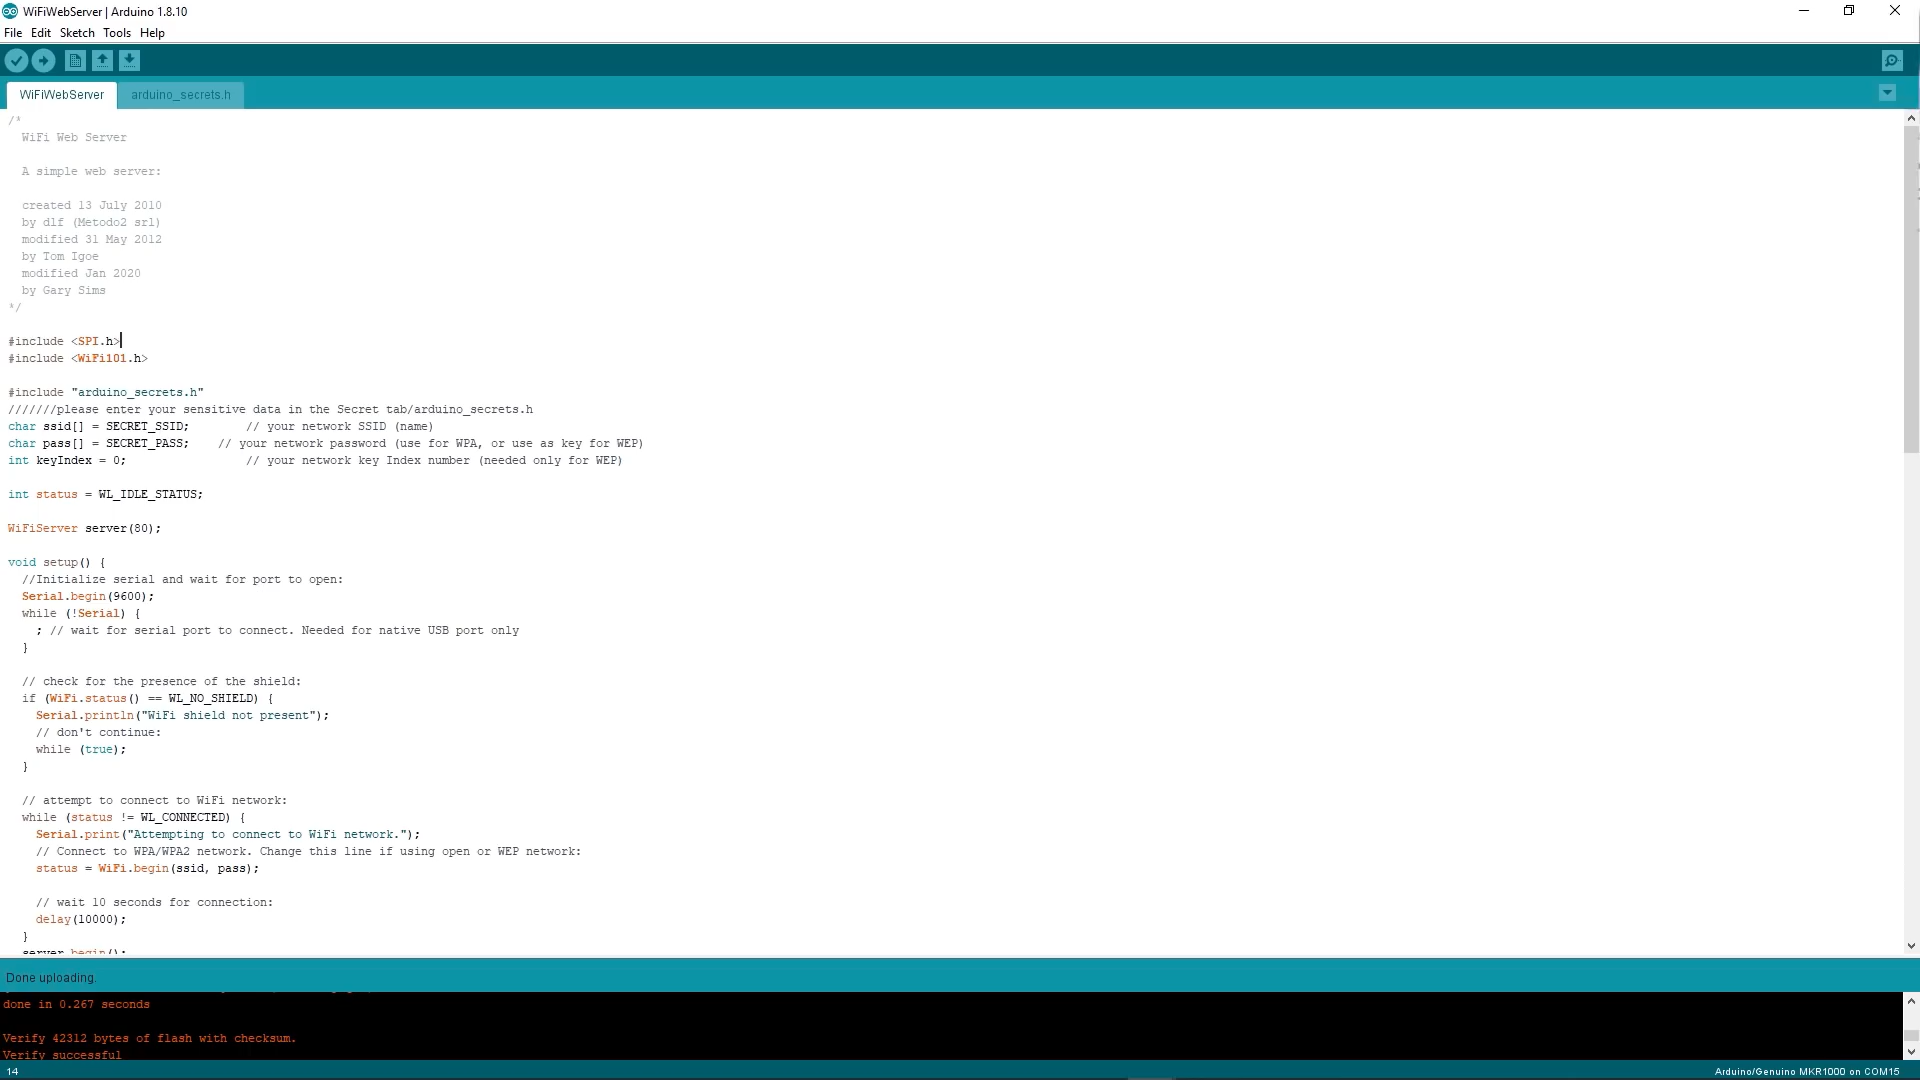 WiFiWebServer | Arduino 1.8.10
File Edit Sketch Tools Help
WiFiWebServer arduino_secrets.h
/*
WiFi Web Server
A simple web server:
created 13 July 2010
by dlf (Metodo2 srl)
modified 31 May 2012
by Tom Igoe
modified Jan 2020
by Gary Sims
*/
#include <SPI.h>
#include <WiFi101.h>
#include "arduino_secrets.h"
///////please enter your sensitive data in the Secret tab/arduino_secrets.h
char ssid[] = SECRET_SSID; // your network SSID (name)
char pass[] = SECRET_PASS; // your network password (use for WPA, or use as key for WEP)
int keyIndex = 0; // your network key Index number (needed only for WEP)
int status = WL_IDLE_STATUS;
WiFiServer server(80);
void setup() {
//Initialize serial and wait for port to open:
Serial.begin(9600);
while (!Serial) {
; // wait for serial port to connect. Needed for native USB port only
}
// check for the presence of the shield:
if (WiFi.status() == WL_NO_SHIELD) {
Serial.println("WiFi shield not present");
// don't continue:
while (true);
}
// attempt to connect to WiFi network:
while (status != WL_CONNECTED) {
Serial.print("Attempting to connect to WiFi network.");
// Connect to WPA/WPA2 network. Change this line if using open or WEP network:
status = WiFi.begin(ssid, pass);
// wait 10 seconds for connection:
delay(10000);
}
server.begin();
Done uploading.
done in 0.267 seconds
Verify 42312 bytes of flash with checksum.
Verify successful
14
Arduino/Genuino MKR1000 on COM15